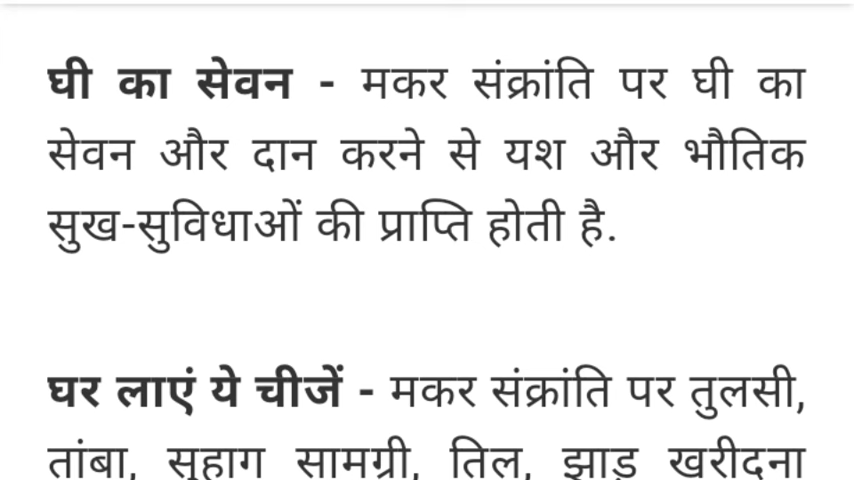 घी का सेवन - मकर संक्रांति पर घी का
सेवन और दान करने से यश और भौतिक
सुख-सुविधाओं की प्राप्ति होती है.
घर लाएं ये चीजें - मकर संक्रांति पर तुलसी,
तांबा, सुहाग सामग्री, तिल, झाड़ू खरीदना